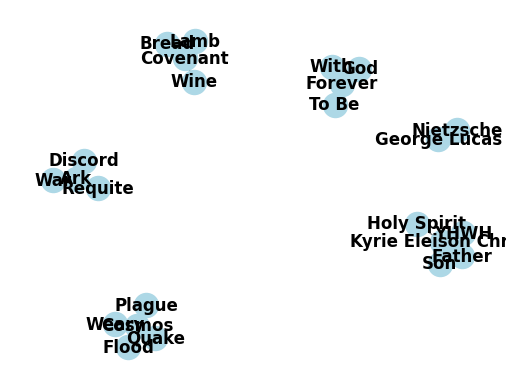 Bread
Lamb
Covenant
Wine
With
God
Forever
To Be
Nietzsche
George Lucas
Discord
War
Ark
Requite
Holy Spirit
YHWH
Kyrie Eleison Chr
Father
Son
Plague
Weary
Cosmos
Quake
Flood